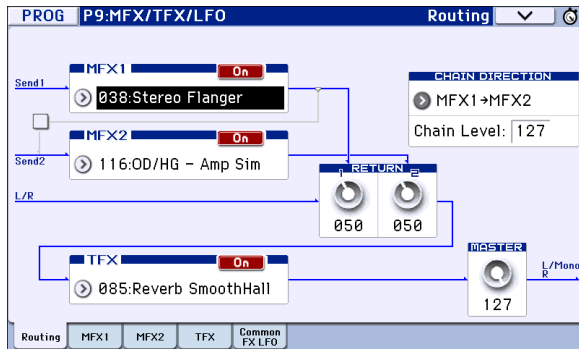 PROG P9:MFX/TFX/LFO Routing
MFX1 On
Send1
038:Stereo Flanger
CHAIN DIRECTION
MFX1→MFX2
Chain Level: 127
MFX2 On
Send2
116:OD/HG - Amp Sim
L/R
RETURN
1 2
050 050
TFX On
085:Reverb SmoothHall
MASTER
127
L/Mono
R
Routing MFX1 MFX2 TFX Common FX LFO